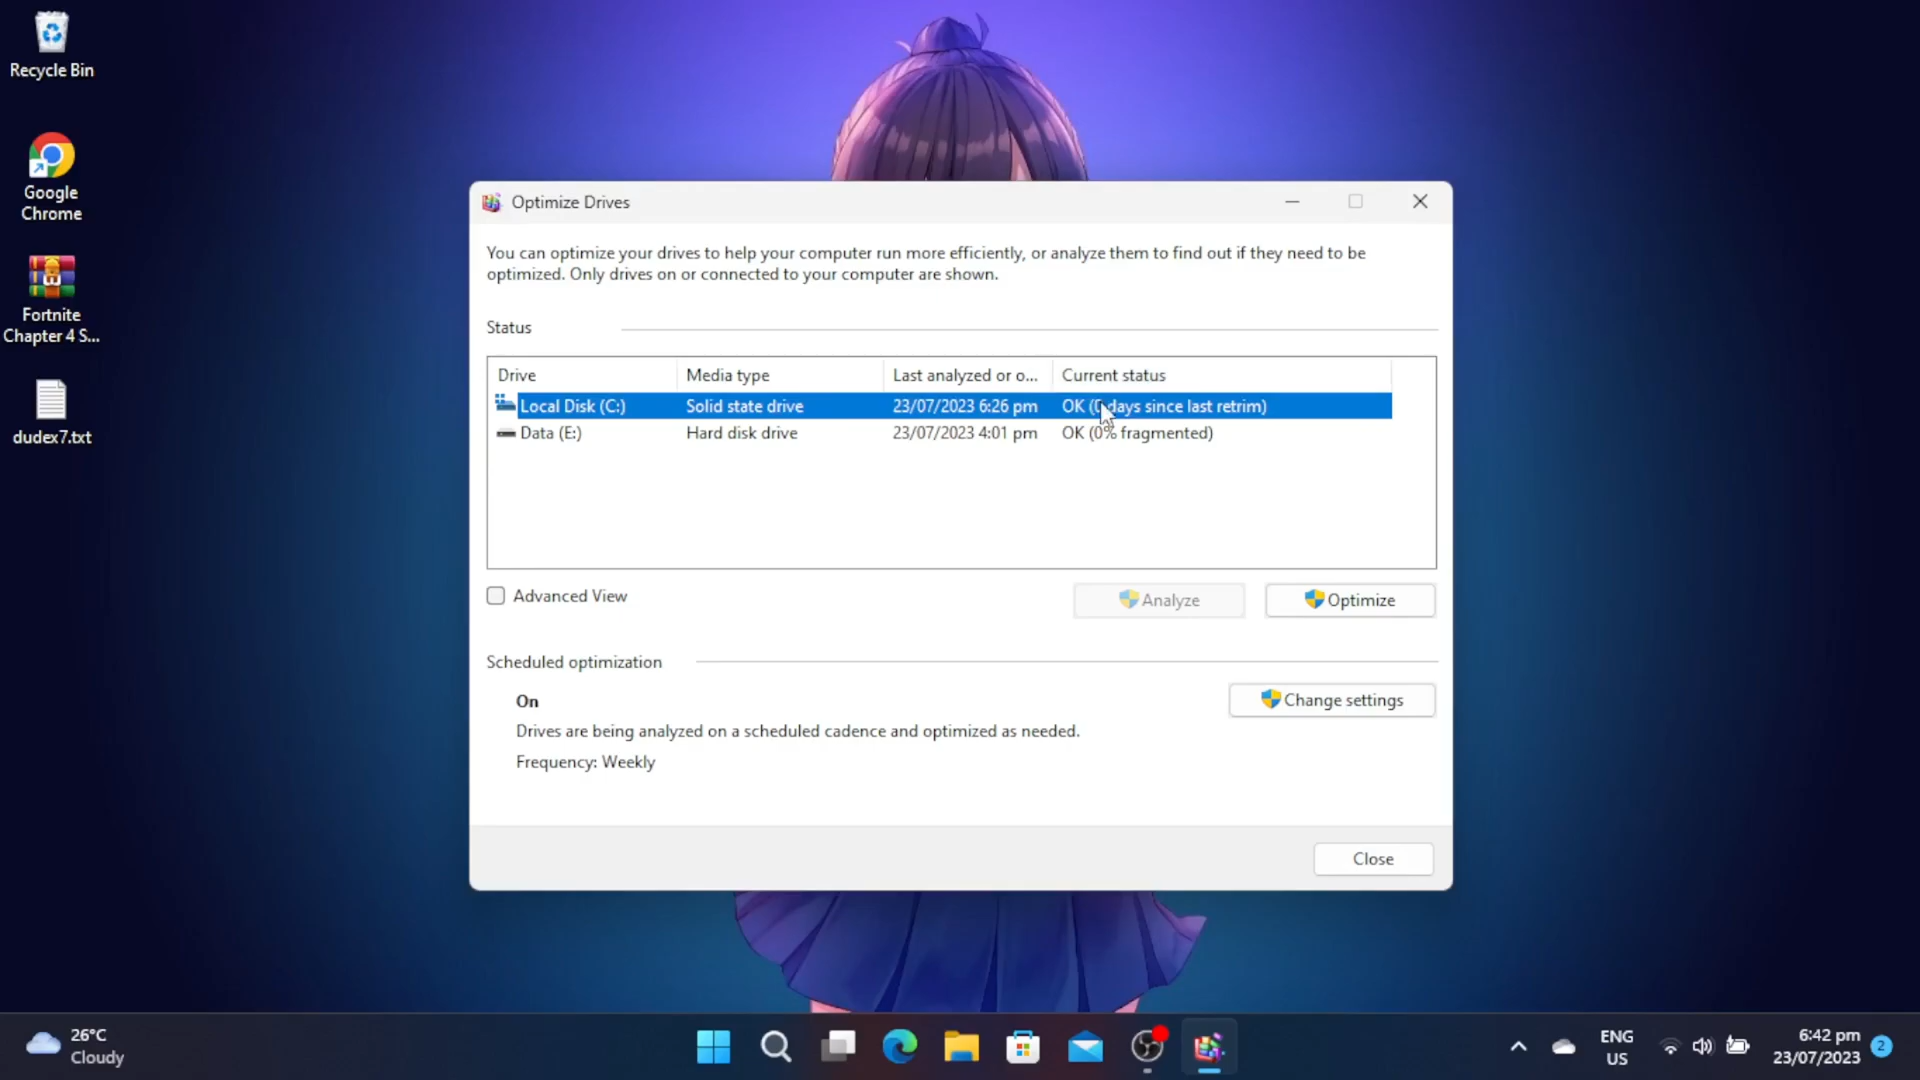 Recycle Bin
Google
Chrome
Fortnite
Chapter 4 S...
dudex7.txt
Optimize Drives
You can optimize your drives to help your computer run more efficiently, or analyze them to find out if they need to be
optimized. Only drives on or connected to your computer are shown.
Status
Drive Media type Last analyzed or o... Current status
Local Disk (C:) Solid state drive 23/07/2023 6:26 pm OK (0 days since last retrim)
Data (E:) Hard disk drive 23/07/2023 4:01 pm OK (0% fragmented)
Advanced View
Analyze
Optimize
Scheduled optimization
On
Change settings
Drives are being analyzed on a scheduled cadence and optimized as needed.
Frequency: Weekly
Close
26°C
Cloudy
ENG
US
6:42 pm
23/07/2023
2